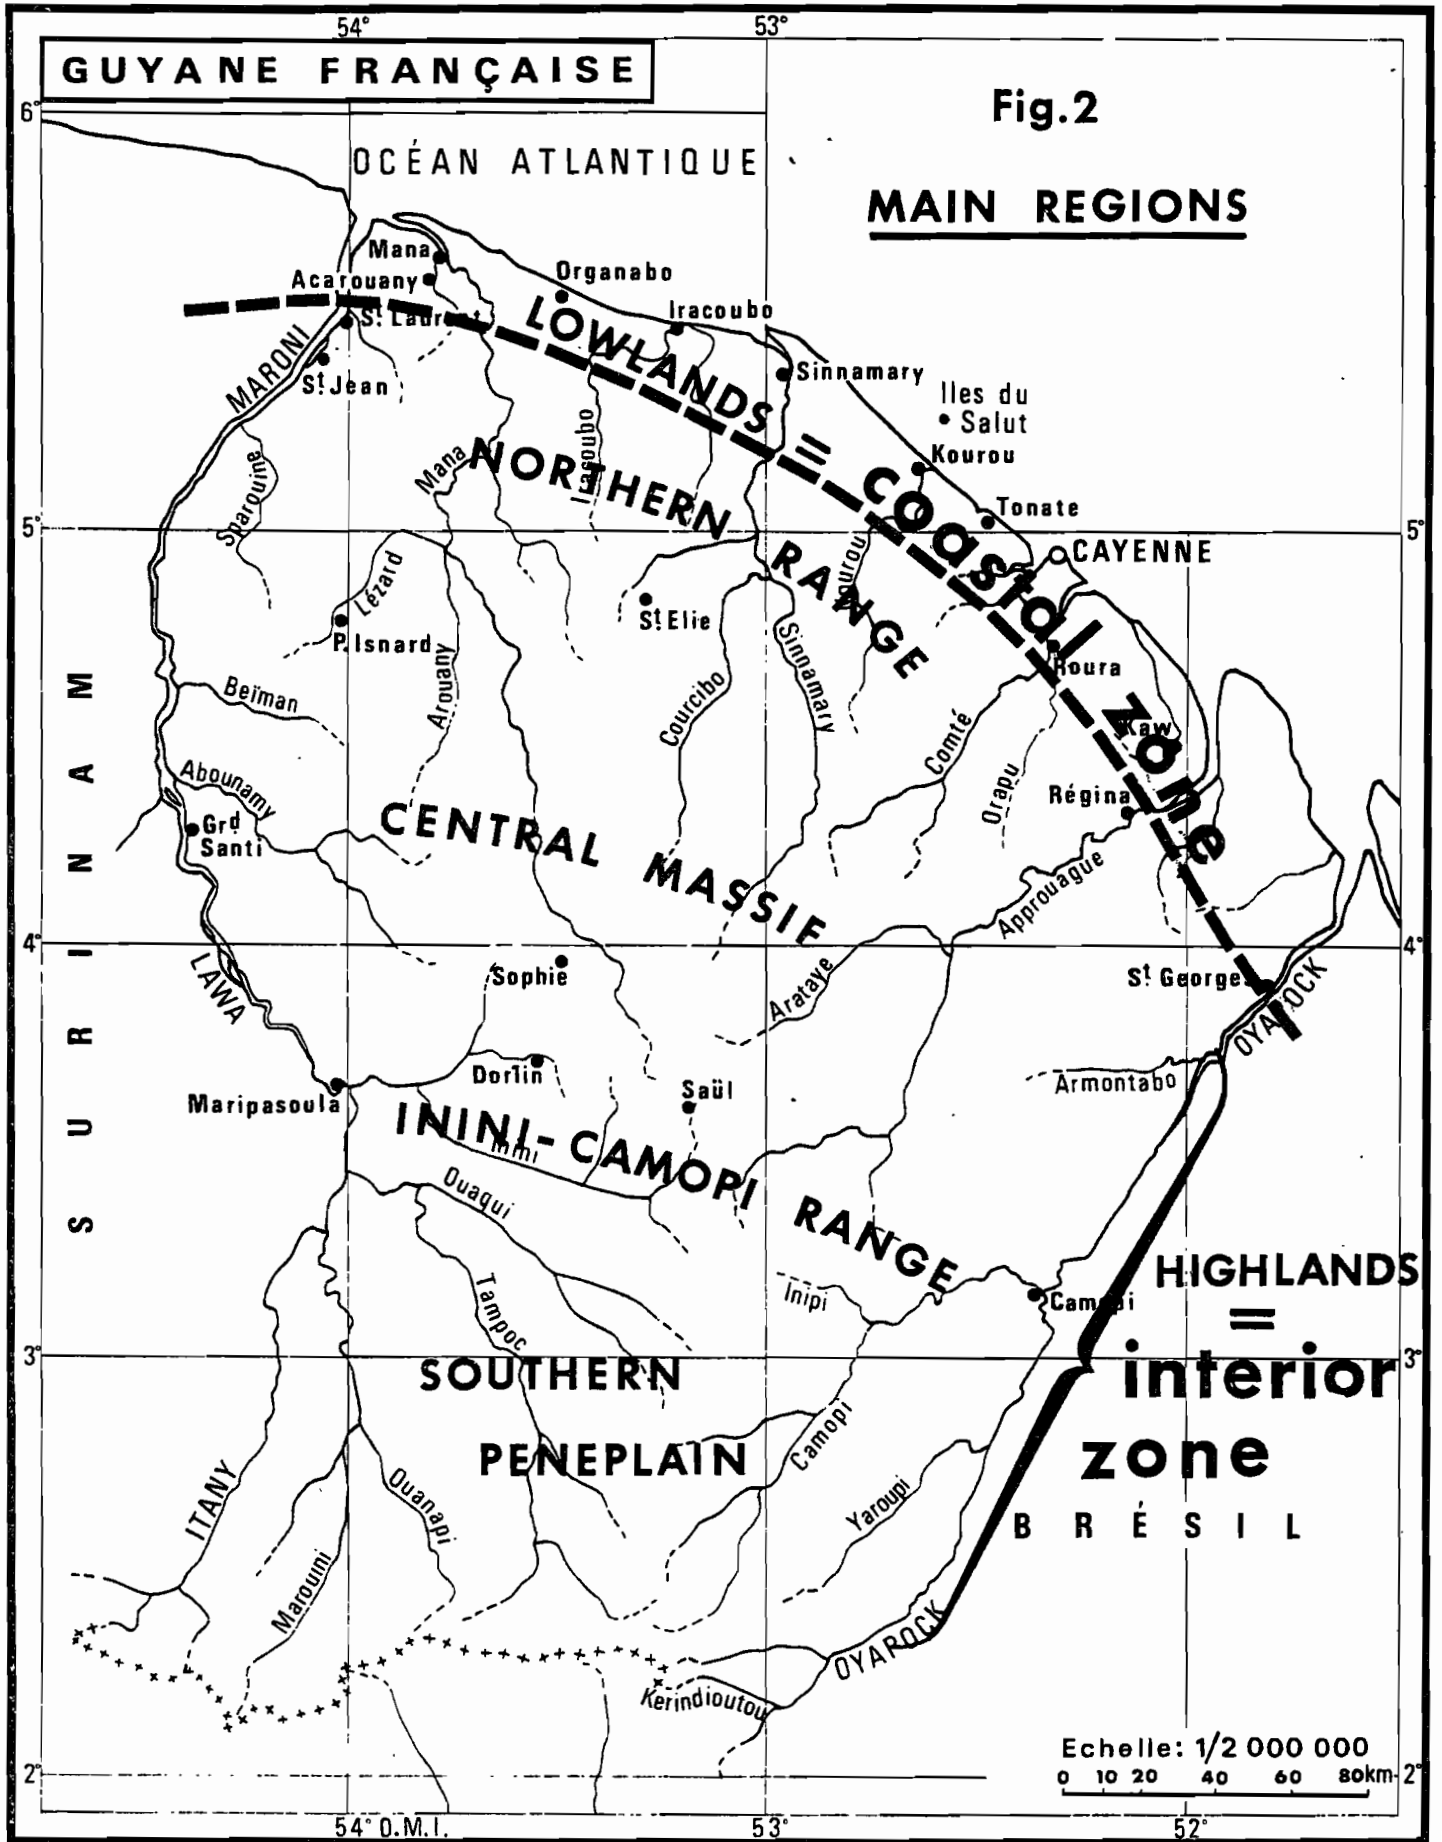 54°
53°
GUYANE FRANÇAISE
Fig.2
6°
OCÉAN ATLANTIQUE
MAIN REGIONS
Mana
Organabo
Acarouany
Iracoubo
St Laurent
LOWLANDS = coastal zone
MARONI
St Jean
Sinnamary
Iles du
Salut
Kourou
Tonate
CAYENNE
NORTHERN RANGE
Mana
Iracoubo
Sparouine
5°
5°
Kourou
Lézard
P. Isnard
St Elie
Sinnamary
Roura
Beïman
Arouany
Courcibo
Comté
Kaw
Orapu
Régina
Abounamy
Grd
Santi
CENTRAL MASSIF
Approuague
4°
4°
SURINAM
LAWA
Sophie
Arataye
St Georges
OYAPOCK
Dorlin
Armontabo
Maripasoula
Saül
ININI-CAMOPI RANGE
Inini
Ouaqui
Tampoc
Inipi
Camopi
HIGHLANDS
=
interior
zone
3°
SOUTHERN
PENEPLAIN
Camopi
ITANY
Ouanapi
Yaroupi
BRÉSIL
Marouini
OYAPOCK
Kerindioutou
Echelle: 1/2 000 000
0 10 20 40 60 80km
2°
2°
54° O.M.I.
53°
52°